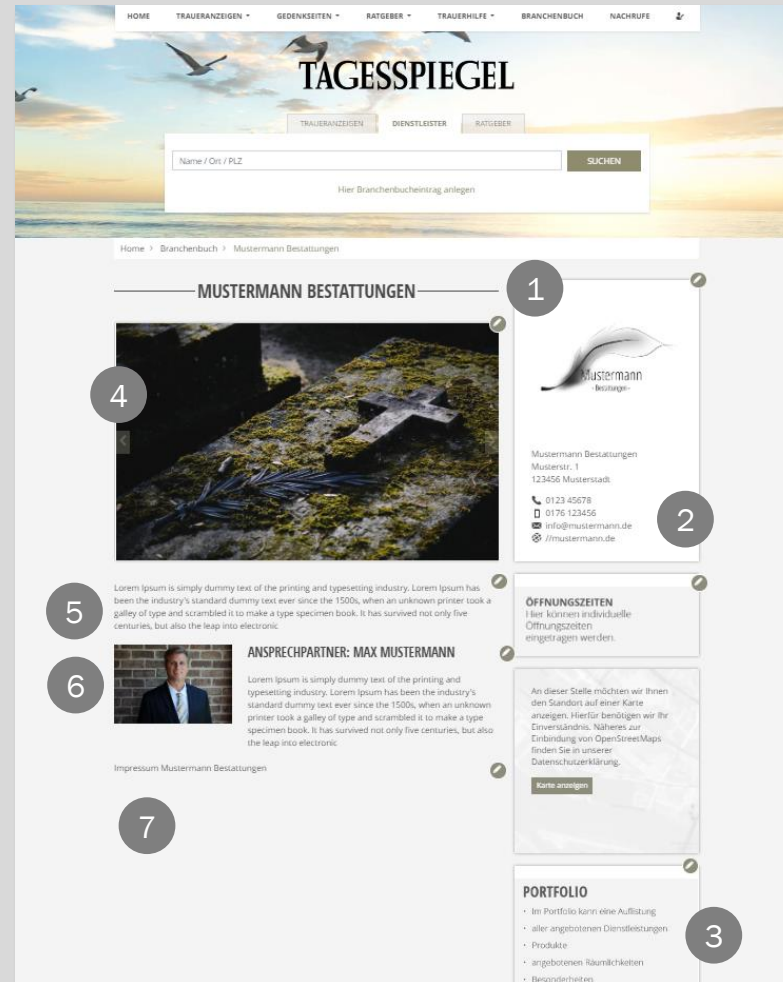 HOME TRAUERANZEIGEN GEDENKSEITEN RATGEBER TRAUERHILFE BRANCHENBUCH NACHRUFE
TAGESSPIEGEL
TRAUERANZEIGEN DIENSTLEISTER RATGEBER
Name / Ort / PLZ
SUCHEN
Hier Branchenbucheintrag anlegen
Home > Branchenbuch > Mustermann Bestattungen
MUSTERMANN BESTATTUNGEN
1
4
Mustermann
- Bestattungen -
Mustermann Bestattungen
Musterstr. 1
123456 Musterstadt
0123 45678
0176 123456
info@mustermann.de
//mustermann.de
2
5
Lorem Ipsum is simply dummy text of the printing and typesetting industry. Lorem Ipsum has
been the industry's standard dummy text ever since the 1500s, when an unknown printer took a
galley of type and scrambled it to make a type specimen book. It has survived not only five
centuries, but also the leap into electronic
ÖFFNUNGSZEITEN
Hier können individuelle
Öffnungszeiten
eingetragen werden.
6
ANSPRECHPARTNER: MAX MUSTERMANN
Lorem Ipsum is simply dummy text of the printing and
typesetting industry. Lorem Ipsum has been the industry's
standard dummy text ever since the 1500s, when an unknown
printer took a galley of type and scrambled it to make a type
specimen book. It has survived not only five centuries, but also
the leap into electronic
Impressum Mustermann Bestattungen
7
An dieser Stelle möchten wir Ihnen
den Standort auf einer Karte
anzeigen. Hierfür benötigen wir Ihr
Einverständnis. Näheres zur
Einbindung von OpenStreetMaps
finden Sie in unserer
Datenschutzerklärung.
Karte anzeigen
PORTFOLIO
· Im Portfolio kann eine Auflistung
· aller angebotenen Dienstleistungen
· Produkte
· angebotenen Räumlichkeiten
· Besonderheiten
3